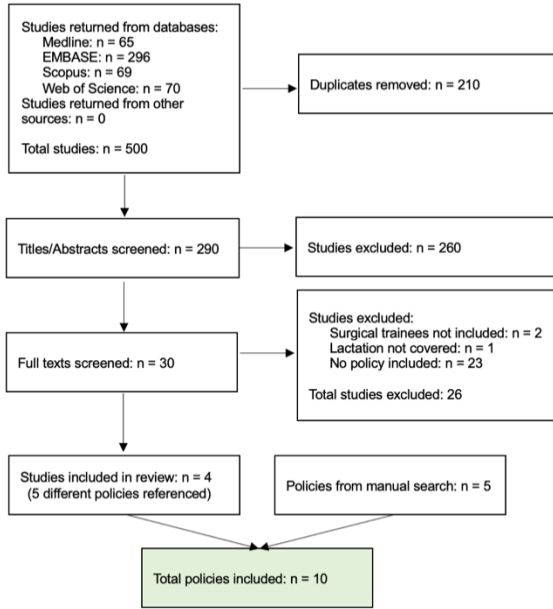 Studies returned from databases:
Medline: n = 65
EMBASE: n = 296
Scopus: n = 69
Web of Science: n = 70
Studies returned from other
sources: n = 0
Total studies: n = 500
Duplicates removed: n = 210
Titles/Abstracts screened: n = 290
Studies excluded: n = 260
Full texts screened: n = 30
Studies excluded:
Surgical trainees not included: n = 2
Lactation not covered: n = 1
No policy included: n = 23
Total studies excluded: 26
Studies included in review: n = 4
(5 different policies referenced)
Policies from manual search: n = 5
Total policies included: n = 10